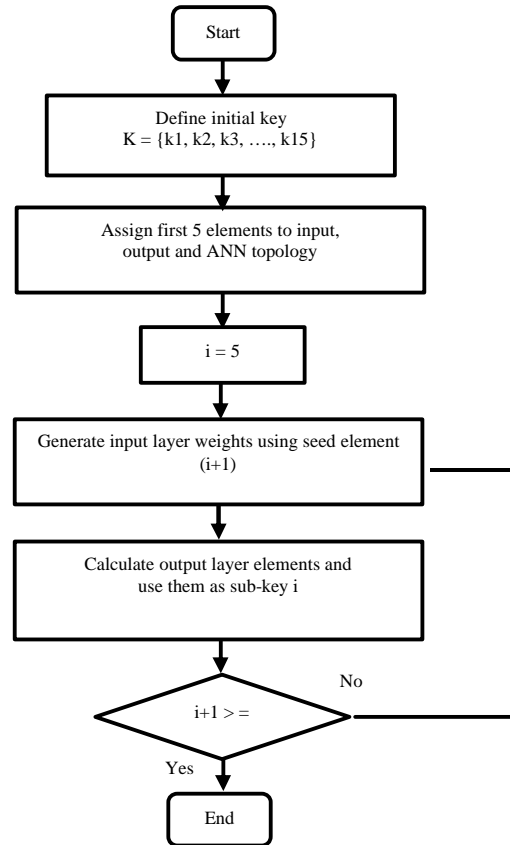 Start
Define initial key
K = {k1, k2, k3, …., k15}
Assign first 5 elements to input,
output and ANN topology
i = 5
Generate input layer weights using seed element
(i+1)
Calculate output layer elements and
use them as sub-key i
No
i+1 > =
Yes
End